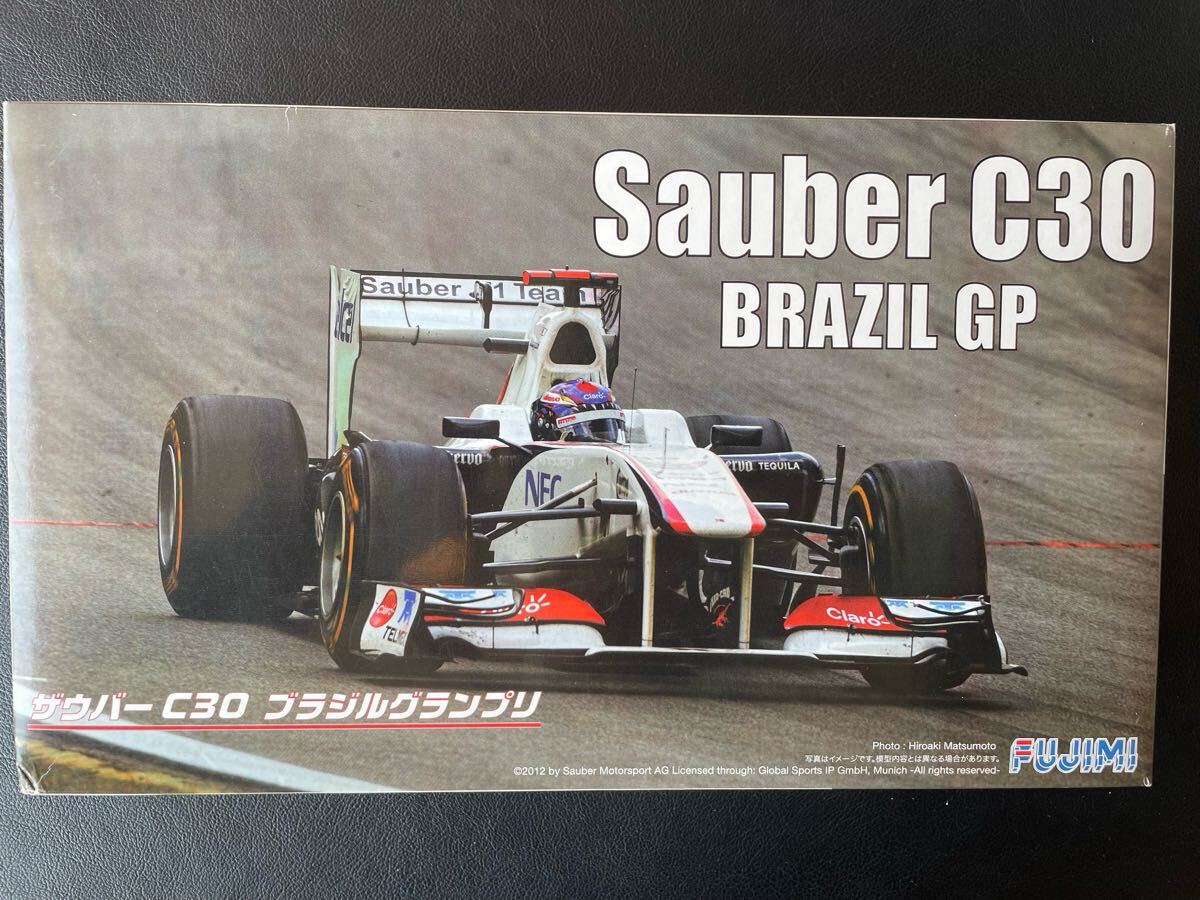 Sauber C30
BRAZIL GP
Sauber F1 Team
NEC
Claro
NEC
TEQUILA
Claro
TELMEX
Claro
ザウバー C30 ブラジルグランプリ
Photo : Hiroaki Matsumoto
写真はイメージです。模型内容とは異なる場合があります。
©2012 by Sauber Motorsport AG Licensed through: Global Sports IP GmbH, Munich -All rights reserved-
FUJIMI